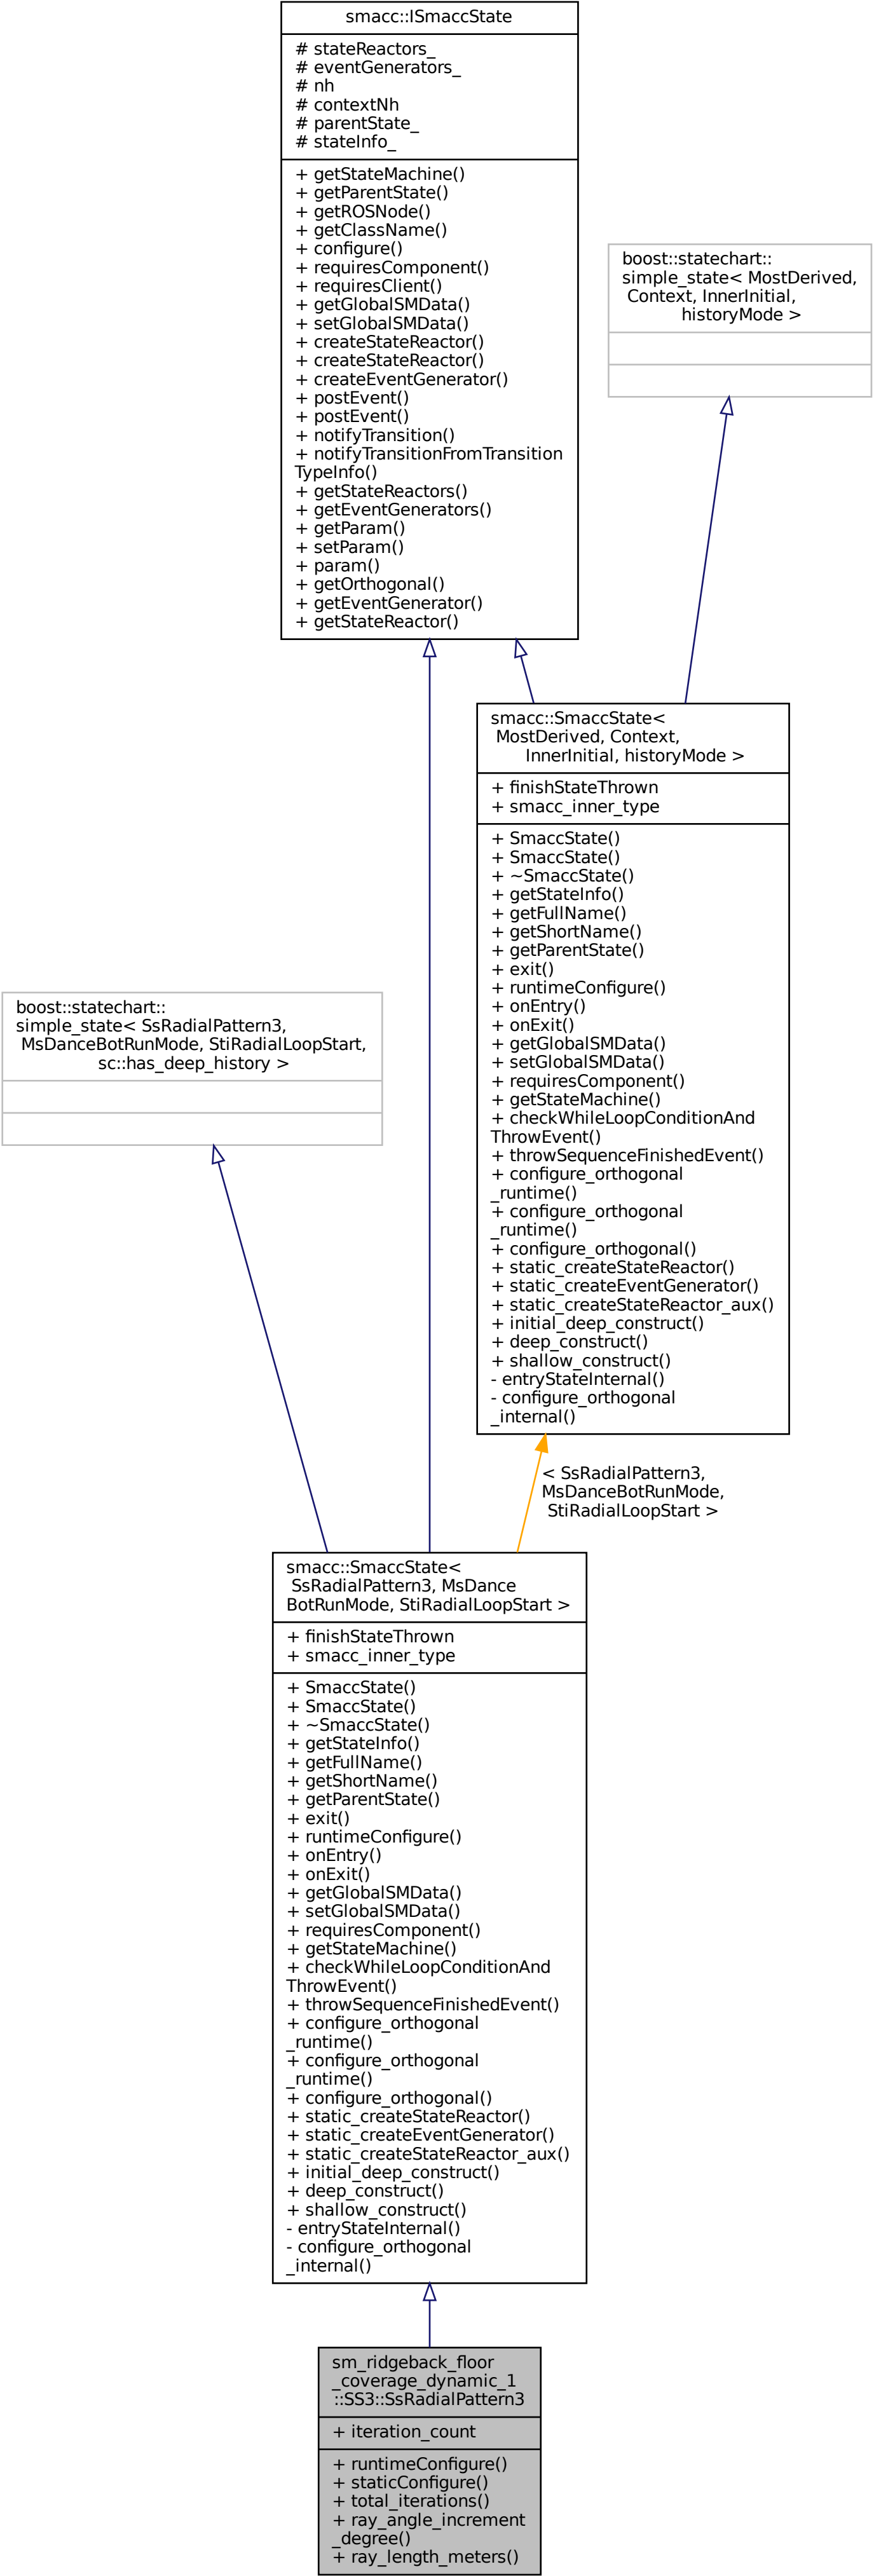 smacc::ISmaccState
# stateReactors_
# eventGenerators_
# nh
# contextNh
# parentState_
# stateInfo_
+ getStateMachine()
+ getParentState()
+ getROSNode()
+ getClassName()
+ configure()
+ requiresComponent()
+ requiresClient()
+ getGlobalSMData()
+ setGlobalSMData()
+ createStateReactor()
+ createStateReactor()
+ createEventGenerator()
+ postEvent()
+ postEvent()
+ notifyTransition()
+ notifyTransitionFromTransition
TypeInfo()
+ getStateReactors()
+ getEventGenerators()
+ getParam()
+ setParam()
+ param()
+ getOrthogonal()
+ getEventGenerator()
+ getStateReactor()
boost::statechart::
simple_state< MostDerived,
Context, InnerInitial,
historyMode >
smacc::SmaccState<
MostDerived, Context,
InnerInitial, historyMode >
+ finishStateThrown
+ smacc_inner_type
+ SmaccState()
+ SmaccState()
+ ~SmaccState()
+ getStateInfo()
+ getFullName()
+ getShortName()
+ getParentState()
+ exit()
+ runtimeConfigure()
+ onEntry()
+ onExit()
+ getGlobalSMData()
+ setGlobalSMData()
+ requiresComponent()
+ getStateMachine()
+ checkWhileLoopConditionAnd
ThrowEvent()
+ throwSequenceFinishedEvent()
+ configure_orthogonal
_runtime()
+ configure_orthogonal
_runtime()
+ configure_orthogonal()
+ static_createStateReactor()
+ static_createEventGenerator()
+ static_createStateReactor_aux()
+ initial_deep_construct()
+ deep_construct()
+ shallow_construct()
- entryStateInternal()
- configure_orthogonal
_internal()
boost::statechart::
simple_state< SsRadialPattern3,
MsDanceBotRunMode, StiRadialLoopStart,
sc::has_deep_history >
< SsRadialPattern3,
MsDanceBotRunMode,
StiRadialLoopStart >
smacc::SmaccState<
SsRadialPattern3, MsDance
BotRunMode, StiRadialLoopStart >
+ finishStateThrown
+ smacc_inner_type
+ SmaccState()
+ SmaccState()
+ ~SmaccState()
+ getStateInfo()
+ getFullName()
+ getShortName()
+ getParentState()
+ exit()
+ runtimeConfigure()
+ onEntry()
+ onExit()
+ getGlobalSMData()
+ setGlobalSMData()
+ requiresComponent()
+ getStateMachine()
+ checkWhileLoopConditionAnd
ThrowEvent()
+ throwSequenceFinishedEvent()
+ configure_orthogonal
_runtime()
+ configure_orthogonal
_runtime()
+ configure_orthogonal()
+ static_createStateReactor()
+ static_createEventGenerator()
+ static_createStateReactor_aux()
+ initial_deep_construct()
+ deep_construct()
+ shallow_construct()
- entryStateInternal()
- configure_orthogonal
_internal()
sm_ridgeback_floor
_coverage_dynamic_1
::SS3::SsRadialPattern3
+ iteration_count
+ runtimeConfigure()
+ staticConfigure()
+ total_iterations()
+ ray_angle_increment
_degree()
+ ray_length_meters()